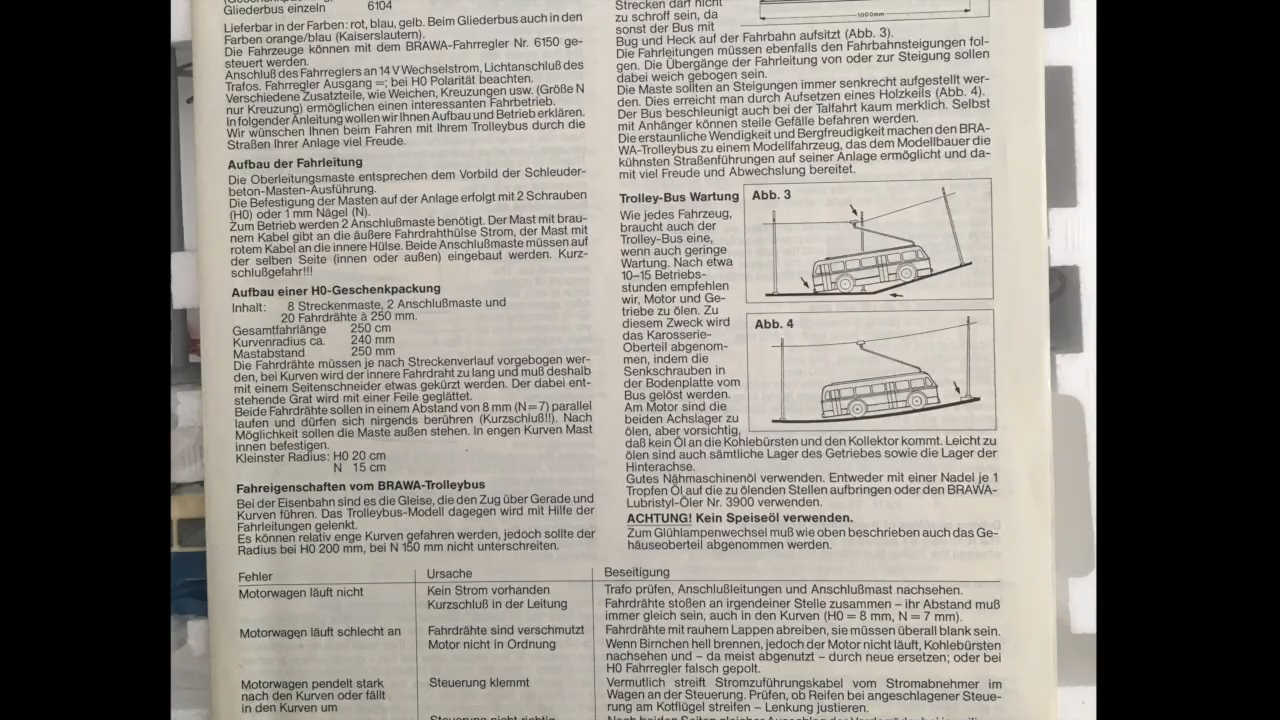 Gliederbus einzeln 6104
Lieferbar in der Farben: rot, blau, gelb. Beim Gliederbus auch in den
Farben orange/blau (Kaiserslautern).
Die Fahrzeuge können mit dem BRAWA-Fahrregler Nr. 6150 ge-
steuert werden.
Anschluß des Fahrreglers an 14 V Wechselstrom, Lichtanschluß des
Trafos. Fahrregler Ausgang =; bei H0 Polarität beachten.
Verschiedene Zusatzteile, wie Weichen, Kreuzungen usw. (Größe N
nur Kreuzung) ermöglichen einen interessanten Fahrbetrieb.
In folgender Anleitung wollen wir Ihnen Aufbau und Betrieb erklären.
Wir wünschen Ihnen beim Fahren mit Ihrem Trolleybus durch die
Straßen Ihrer Anlage viel Freude.
Aufbau der Fahrleitung
Die Oberleitungsmaste entsprechen dem Vorbild der Schleuder-
beton-Masten-Ausführung.
Die Befestigung der Masten auf der Anlage erfolgt mit 2 Schrauben
(H0) oder 1 mm Nägel (N).
Zum Betrieb werden 2 Anschlußmaste benötigt. Der Mast mit brau-
nem Kabel gibt an die äußere Fahrdrahthülse Strom, der Mast mit
rotem Kabel an die innere Hülse. Beide Anschlußmaste müssen auf
der selben Seite (innen oder außen) eingebaut werden. Kurz-
schlußgefahr!!!
Aufbau einer H0-Geschenkpackung
Inhalt: 8 Streckenmaste, 2 Anschlußmaste und
20 Fahrdrähte à 250 mm.
Gesamtfahrlänge 250 cm
Kurvenradius ca. 240 mm
Mastabstand 250 mm
Die Fahrdrähte müssen je nach Streckenverlauf vorgebogen wer-
den, bei Kurven wird der innere Fahrdraht zu lang und muß deshalb
mit einem Seitenschneider etwas gekürzt werden. Der dabei ent-
stehende Grat wird mit einer Feile geglättet.
Beide Fahrdrähte sollen in einem Abstand von 8 mm (N=7) parallel
laufen und dürfen sich nirgends berühren (Kurzschluß!!). Nach
Möglichkeit sollen die Maste außen stehen. In engen Kurven Mast
innen befestigen.
Kleinster Radius: H0 20 cm
N 15 cm
Fahreigenschaften vom BRAWA-Trolleybus
Bei der Eisenbahn sind es die Gleise, die den Zug über Gerade und
Kurven führen. Das Trolleybus-Modell dagegen wird mit Hilfe der
Fahrleitungen gelenkt.
Es können relativ enge Kurven gefahren werden, jedoch sollte der
Radius bei H0 200 mm, bei N 150 mm nicht unterschreiten.
Strecken darf nicht
zu schroff sein, da
sonst der Bus mit
Bug und Heck auf der Fahrbahn aufsitzt (Abb. 3).
1000mm
Die Fahrleitungen müssen ebenfalls den Fahrbahnsteigungen fol-
gen. Die Übergänge der Fahrleitung von oder zur Steigung sollen
dabei weich gebogen sein.
Die Maste sollten an Steigungen immer senkrecht aufgestellt wer-
den. Dies erreicht man durch Aufsetzen eines Holzkeils (Abb. 4).
Der Bus beschleunigt auch bei der Talfahrt kaum merklich. Selbst
mit Anhänger können steile Gefälle befahren werden.
Die erstaunliche Wendigkeit und Bergfreudigkeit machen den BRA-
WA-Trolleybus zu einem Modellfahrzeug, das dem Modellbauer die
kühnsten Straßenführungen auf seiner Anlage ermöglicht und da-
mit viel Freude und Abwechslung bereitet.
Trolley-Bus Wartung
Wie jedes Fahrzeug,
braucht auch der
Trolley-Bus eine,
wenn auch geringe
Wartung. Nach etwa
10–15 Betriebs-
stunden empfehlen
wir, Motor und Ge-
triebe zu ölen. Zu
diesem Zweck wird
das Karosserie-
Oberteil abgenom-
men, indem die
Senkschrauben in
der Bodenplatte vom
Bus gelöst werden.
Am Motor sind die
beiden Achslager zu
ölen, aber vorsichtig,
daß kein Öl an die Kohlebürsten und den Kollektor kommt. Leicht zu
ölen sind auch sämtliche Lager des Getriebes sowie die Lager der
Hinterachse.
Gutes Nähmaschinenöl verwenden. Entweder mit einer Nadel je 1
Tropfen Öl auf die zu ölenden Stellen aufbringen oder den BRAWA-
Lubristyl-Öler Nr. 3900 verwenden.
ACHTUNG! Kein Speiseöl verwenden.
Zum Glühlampenwechsel muß wie oben beschrieben auch das Ge-
häuseoberteil abgenommen werden.
Abb. 3
Abb. 4
Fehler Ursache Beseitigung
Motorwagen läuft nicht Kein Strom vorhanden Trafo prüfen, Anschlußleitungen und Anschlußmast nachsehen.
Kurzschluß in der Leitung Fahrdrähte stoßen an irgendeiner Stelle zusammen – ihr Abstand muß
immer gleich sein, auch in den Kurven (H0 = 8 mm, N = 7 mm).
Motorwagen läuft schlecht an Fahrdrähte sind verschmutzt Fahrdrähte mit rauhem Lappen abreiben, sie müssen überall blank sein.
Motor nicht in Ordnung Wenn Birnchen hell brennen, jedoch der Motor nicht läuft, Kohlebürsten
nachsehen und – da meist abgenutzt – durch neue ersetzen; oder bei
H0 Fahrregler falsch gepolt.
Motorwagen pendelt stark Steuerung klemmt Vermutlich streift Stromzuführungskabel vom Stromabnehmer im
nach den Kurven oder fällt Wagen an der Steuerung. Prüfen, ob Reifen bei angeschlagener Steue-
in den Kurven um rung am Kotflügel streifen – Lenkung justieren.